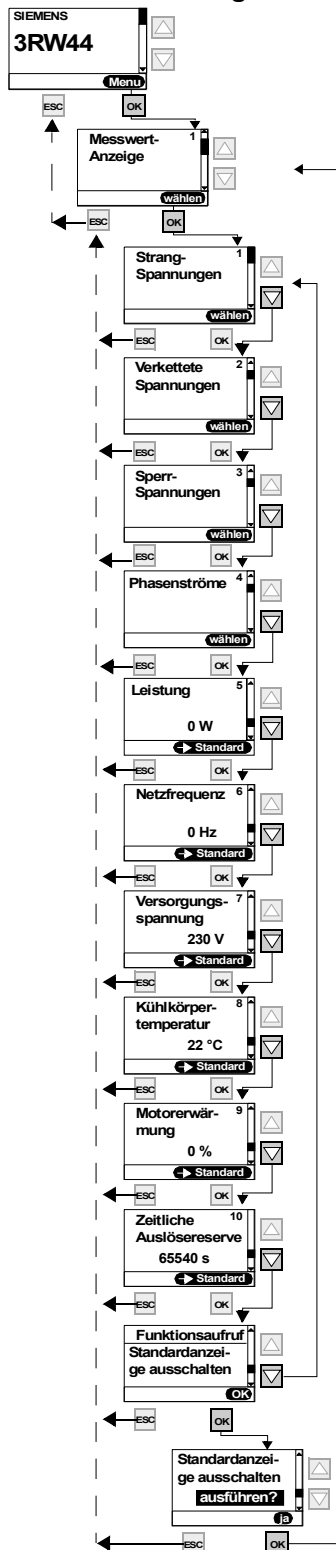 SIEMENS
3RW44
Menu
ESC
OK
Messwert- 1
Anzeige
wählen
ESC
OK
Strang- 1
Spannungen
wählen
ESC
OK
Verkettete 2
Spannungen
wählen
ESC
OK
Sperr- 3
Spannungen
wählen
ESC
OK
Phasenströme 4
wählen
ESC
OK
Leistung 5
0 W
Standard
ESC
OK
Netzfrequenz 6
0 Hz
Standard
ESC
OK
Versorgungs- 7
spannung
230 V
Standard
ESC
OK
Kühlkörper- 8
temperatur
22 °C
Standard
ESC
OK
Motorerwär- 9
mung
0 %
Standard
ESC
OK
Zeitliche 10
Auslösereserve
65540 s
Standard
ESC
OK
Funktionsaufruf
Standardanzei-
ge ausschalten
OK
ESC
OK
Standardanzei-
ge ausschalten
ausführen?
ja
ESC
OK